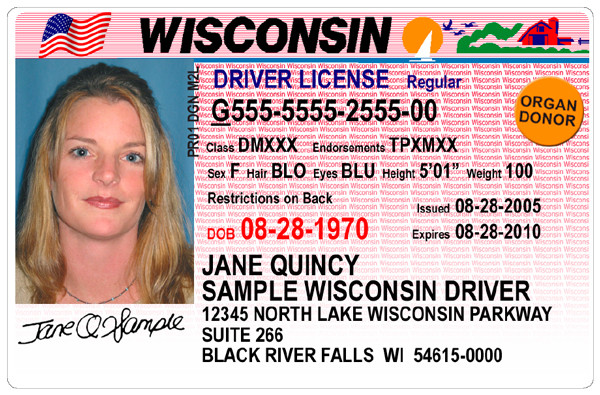 WISCONSIN
DRIVER LICENSE Regular
G555-5555-2555-00
ORGAN DONOR
PR01 DGN M2L
Class DMXXX Endorsements TPXMXX
Sex F Hair BLO Eyes BLU Height 5'01" Weight 100
Restrictions on Back
Issued 08-28-2005
DOB 08-28-1970
Expires 08-28-2010
JANE QUINCY
SAMPLE WISCONSIN DRIVER
12345 NORTH LAKE WISCONSIN PARKWAY
SUITE 266
BLACK RIVER FALLS WI 54615-0000
Jane Q. Sample